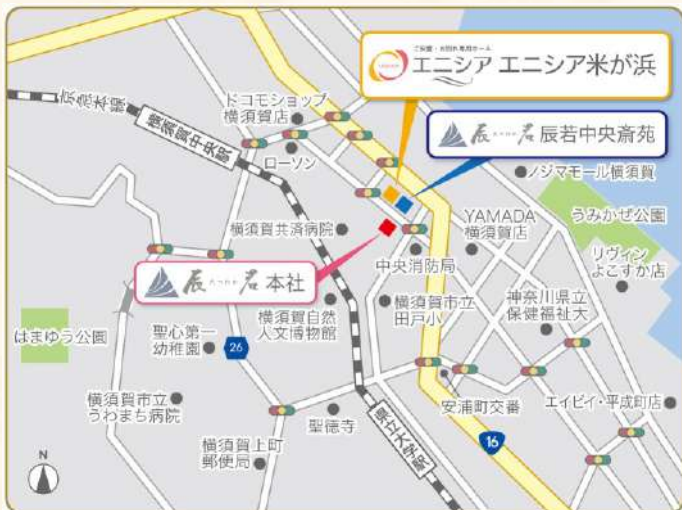 ご安置・お別れ専用ホール
エニシア エニシア米が浜
ドコモショップ
横須賀店
京急本線
横須賀中央駅
辰若 辰若中央斎苑
ローソン
ノジマモール横須賀
横須賀共済病院
YAMADA
横須賀店
うみかぜ公園
中央消防局
リヴィン
よこすか店
辰若 本社
横須賀市立
田戸小
神奈川県立
保健福祉大
横須賀自然
人文博物館
はまゆう公園
聖心第一
幼稚園
26
横須賀市立
うわまち病院
安浦町交番
エイビイ・平成町店
聖德寺
県立大学駅
横須賀上町
郵便局
16
N